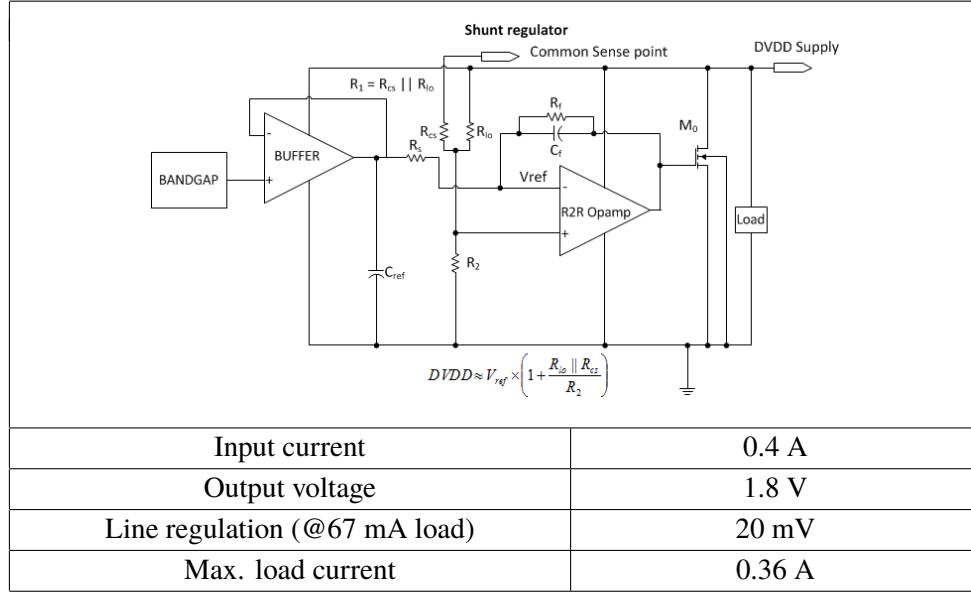 Shunt regulator
Common Sense point
DVDD Supply
R1 = Rcs || Rlo
Rf
M0
Rcs
Rlo
Cf
BUFFER
Rs
BANDGAP
Vref
R2R Opamp
Load
R2
Cref
-
+
-
+
DVDD ≈ Vref × (1 + Rlo || Rcs / R2)
Input current 0.4 A
Output voltage 1.8 V
Line regulation (@67 mA load) 20 mV
Max. load current 0.36 A